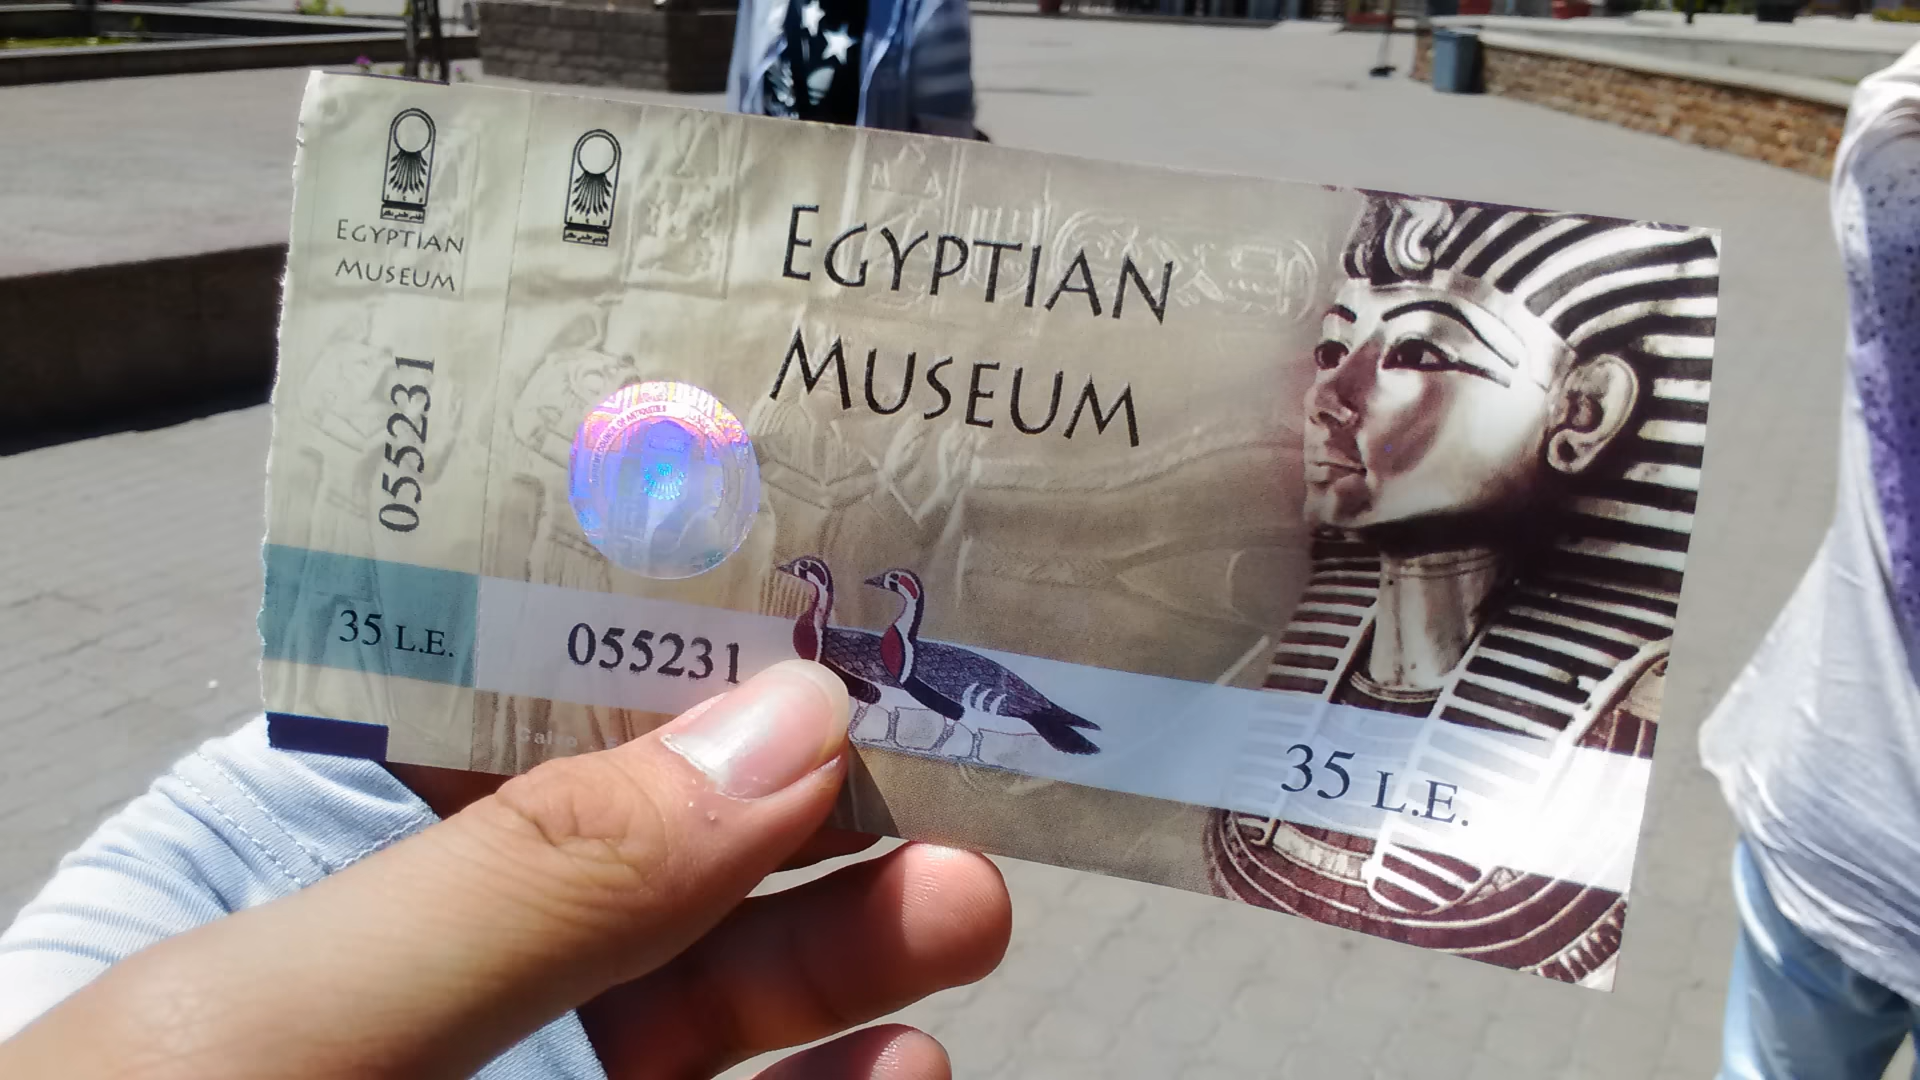 EGYPTIAN
MUSEUM
055231
35 L.E.
EGYPTIAN
MUSEUM
055231
35 L.E.